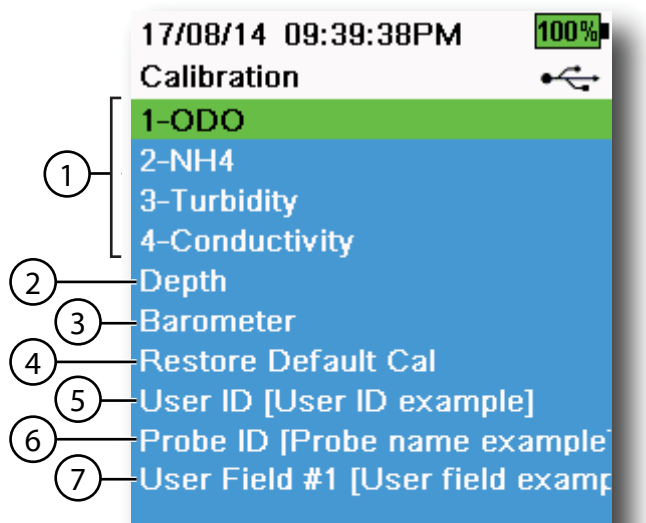 17/08/14 09:39:38PM 100%
Calibration
1 1-ODO
2-NH4
3-Turbidity
4-Conductivity
2 Depth
3 Barometer
4 Restore Default Cal
5 User ID [User ID example]
6 Probe ID [Probe name example
7 User Field #1 [User field examp